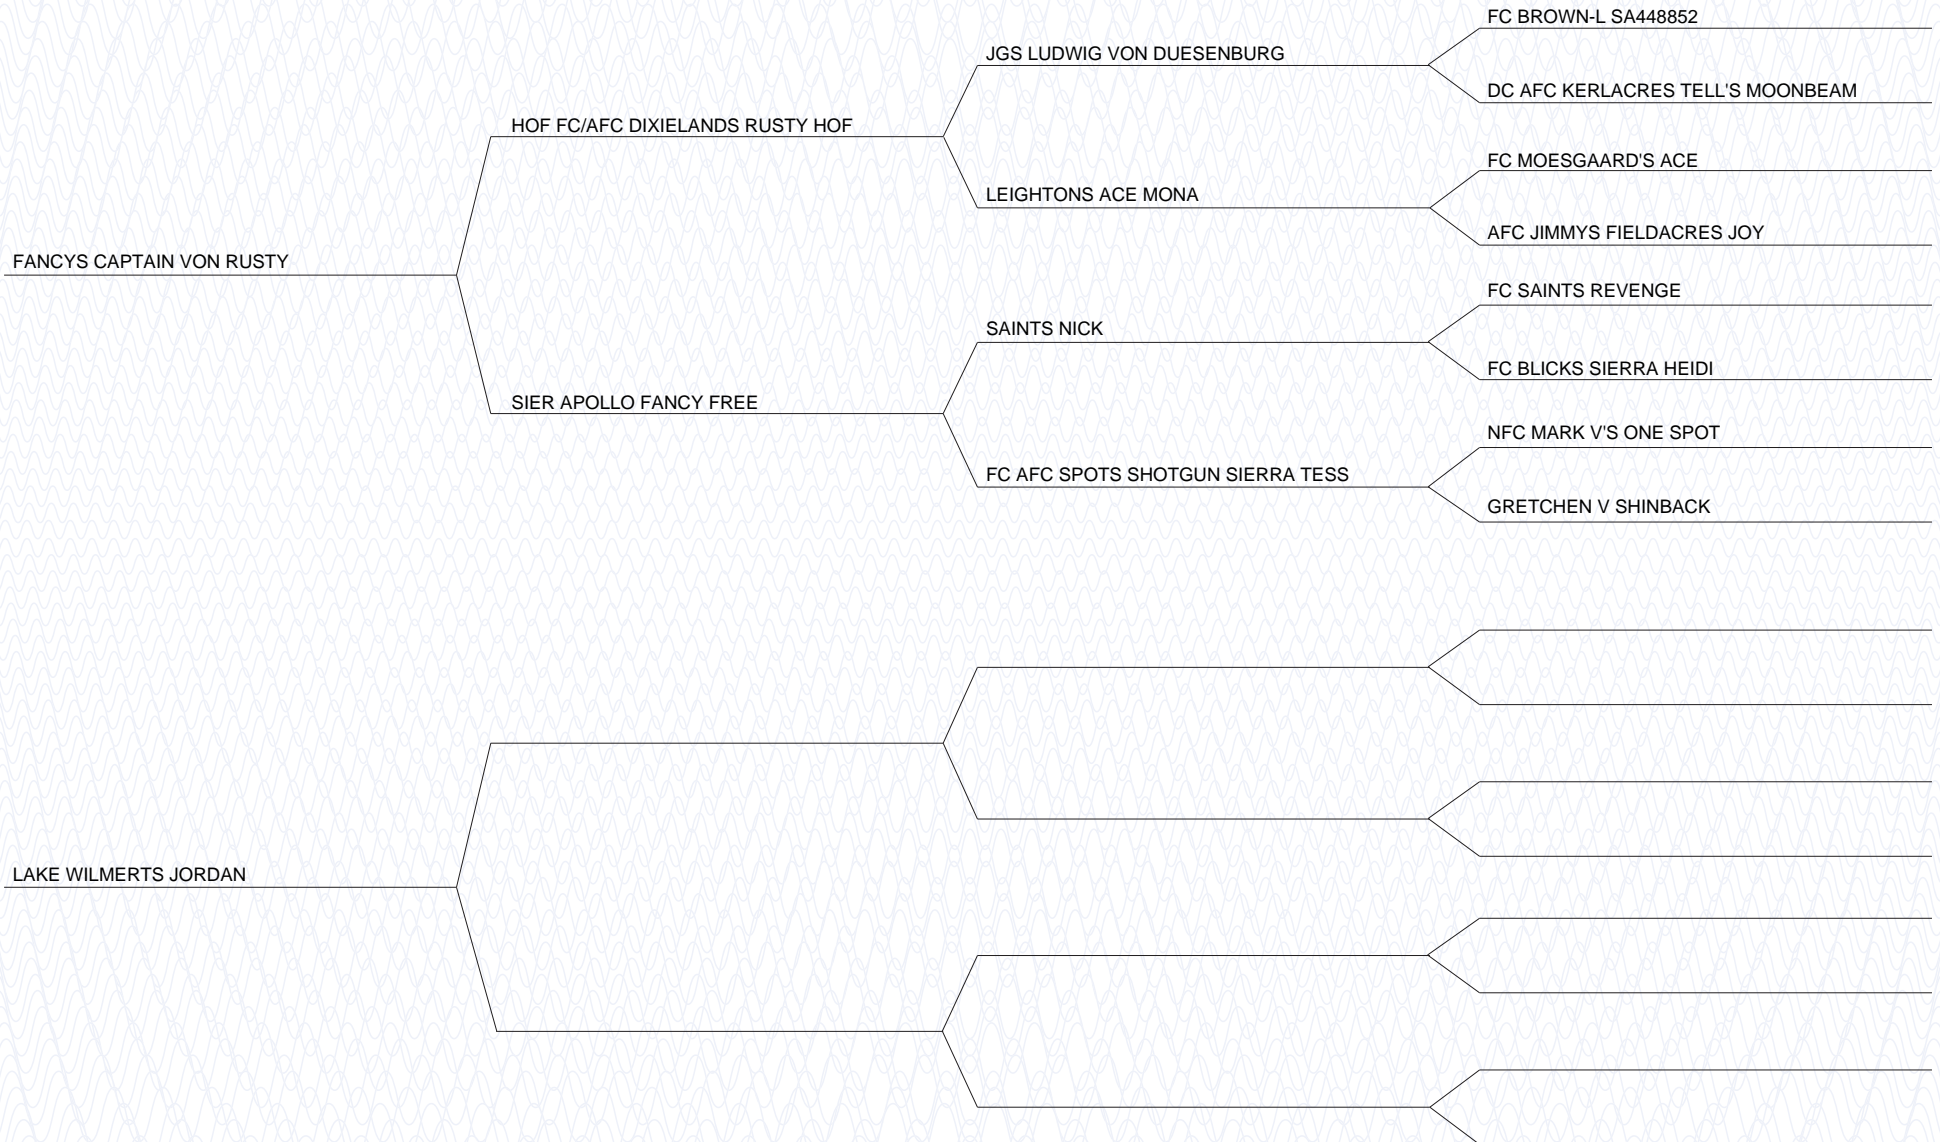 FC BROWN-L SA448852
JGS LUDWIG VON DUESENBURG
DC AFC KERLACRES TELL'S MOONBEAM
HOF FC/AFC DIXIELANDS RUSTY HOF
FC MOESGAARD'S ACE
LEIGHTONS ACE MONA
AFC JIMMYS FIELDACRES JOY
FANCYS CAPTAIN VON RUSTY
FC SAINTS REVENGE
SAINTS NICK
FC BLICKS SIERRA HEIDI
SIER APOLLO FANCY FREE
NFC MARK V'S ONE SPOT
FC AFC SPOTS SHOTGUN SIERRA TESS
GRETCHEN V SHINBACK
LAKE WILMERTS JORDAN